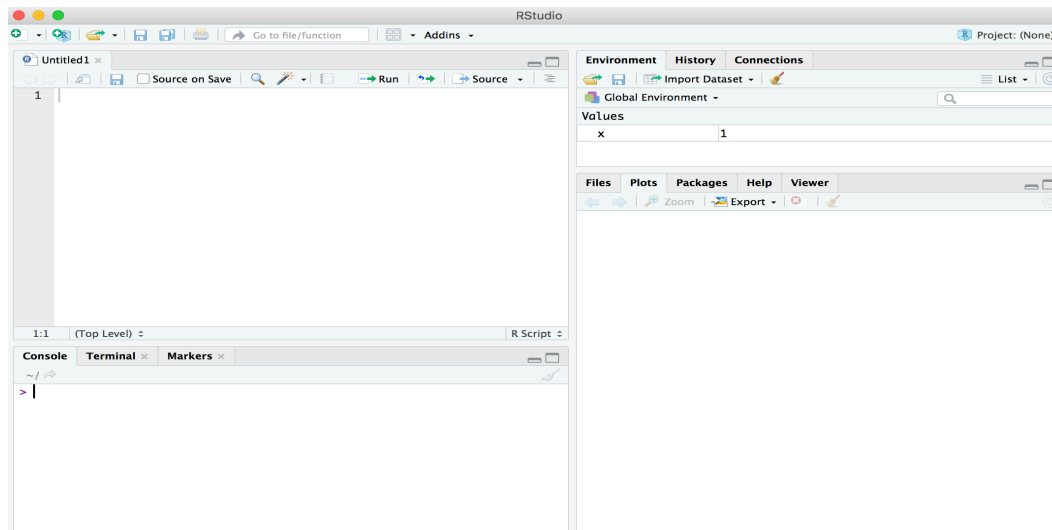 RStudio
Go to file/function Addins Project: (None)
Untitled1
Source on Save Run Source
1
1:1 (Top Level) R Script
Console Terminal Markers
~/
>
Environment History Connections
Import Dataset List
Global Environment
Values
x 1
Files Plots Packages Help Viewer
Zoom Export